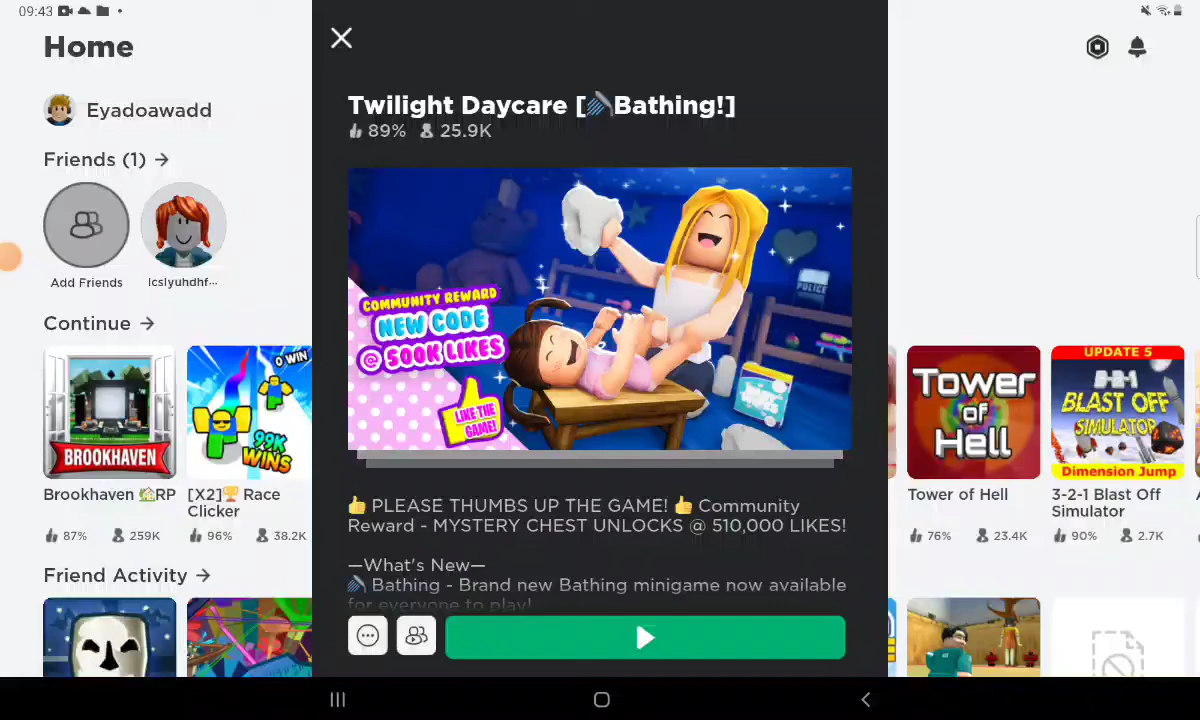 09:43
Home
Eyadoawadd
Friends (1) →
Add Friends
lcslyuhdhf...
Continue →
BROOKHAVEN
Brookhaven 🏡RP
87% 259K
0 WIN
99K
WINS
[X2]🏆 Race
Clicker
96% 38.2K
Friend Activity →
Twilight Daycare [🚿Bathing!]
89% 25.9K
COMMUNITY REWARD
NEW CODE
@ 500K LIKES
LIKE THE
GAME!
POLICE
👍 PLEASE THUMBS UP THE GAME! 👍 Community
Reward - MYSTERY CHEST UNLOCKS @ 510,000 LIKES!
—What's New—
🚿 Bathing - Brand new Bathing minigame now available
for everyone to play!
Tower
of
Hell
Tower of Hell
76% 23.4K
UPDATE 5
3-2-1
BLAST OFF
SIMULATOR
Dimension Jump
3-2-1 Blast Off
Simulator
90% 2.7K